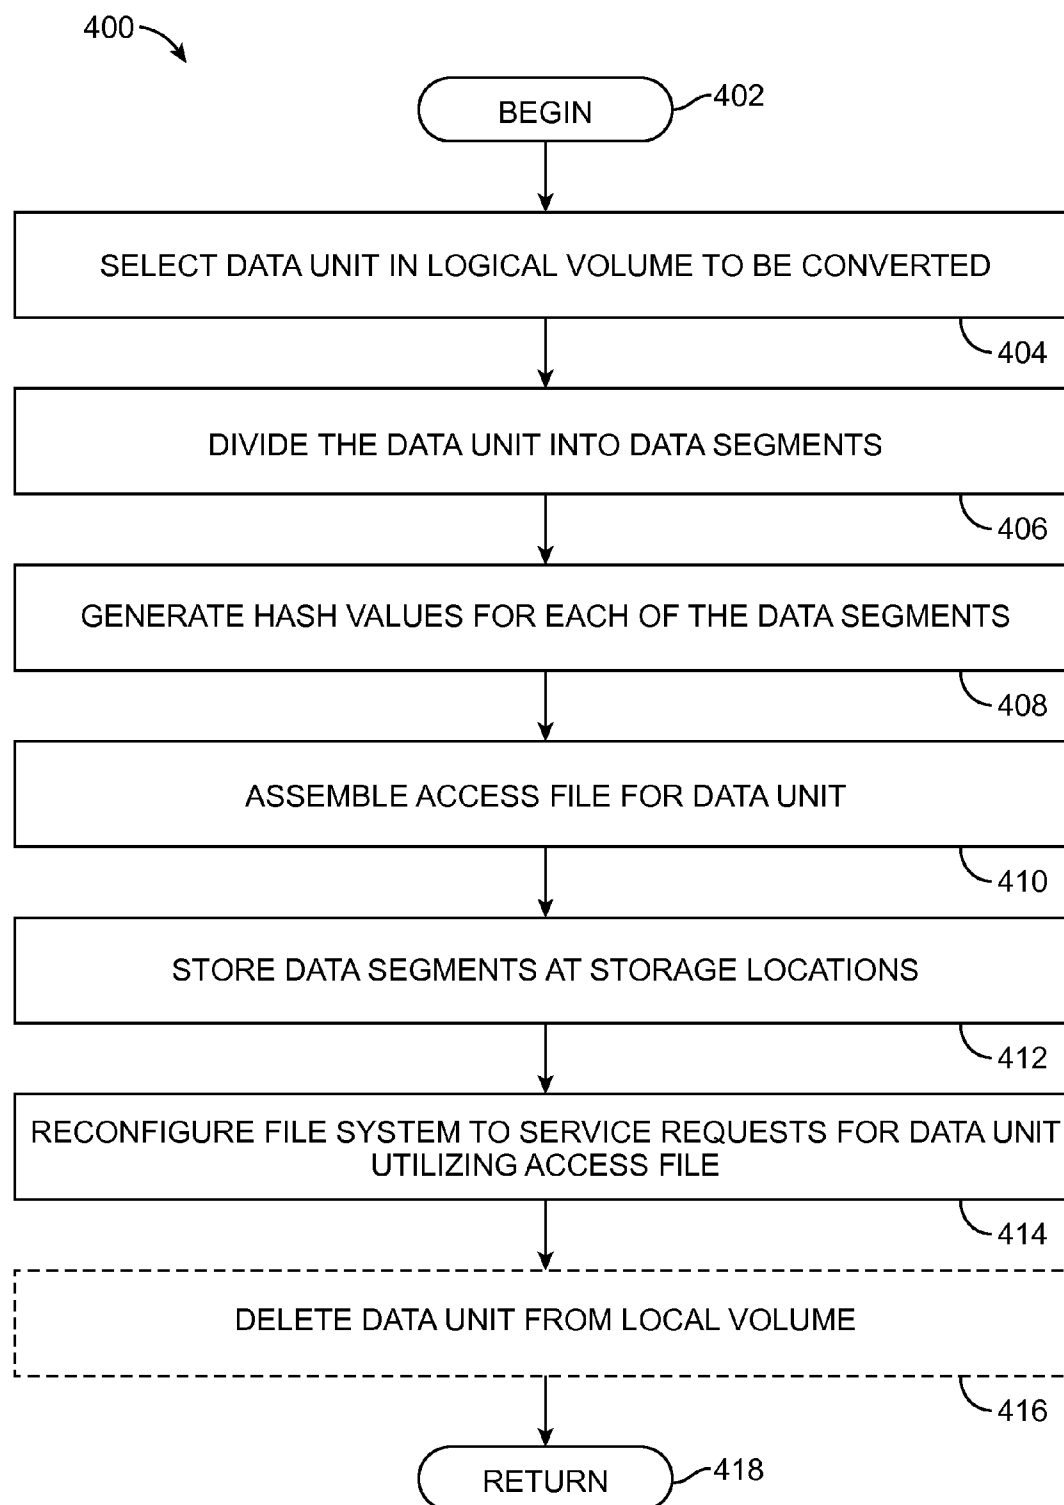 400
BEGIN
402
SELECT DATA UNIT IN LOGICAL VOLUME TO BE CONVERTED
404
DIVIDE THE DATA UNIT INTO DATA SEGMENTS
406
GENERATE HASH VALUES FOR EACH OF THE DATA SEGMENTS
408
ASSEMBLE ACCESS FILE FOR DATA UNIT
410
STORE DATA SEGMENTS AT STORAGE LOCATIONS
412
RECONFIGURE FILE SYSTEM TO SERVICE REQUESTS FOR DATA UNIT
UTILIZING ACCESS FILE
414
DELETE DATA UNIT FROM LOCAL VOLUME
416
RETURN
418